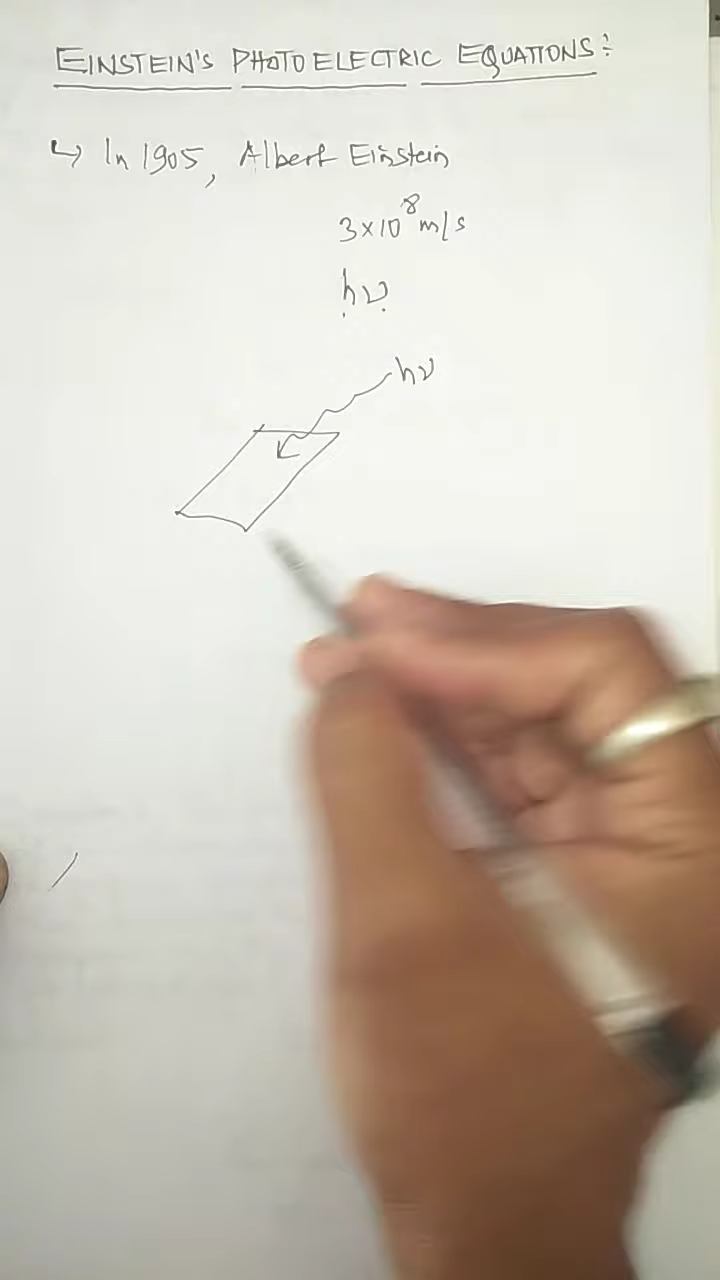 EINSTEIN'S PHOTOELECTRIC EQUATIONS:
↳ In 1905, Albert Einstein
3×10⁸ m/s
hν
hν